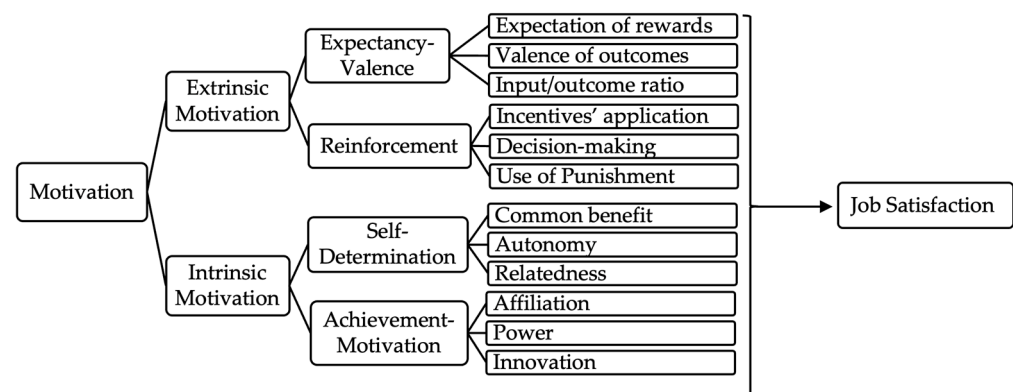 Motivation
Extrinsic
Motivation
Intrinsic
Motivation
Expectancy-
Valence
Reinforcement
Self-
Determination
Achievement-
Motivation
Expectation of rewards
Valence of outcomes
Input/outcome ratio
Incentives' application
Decision-making
Use of Punishment
Common benefit
Autonomy
Relatedness
Affiliation
Power
Innovation
Job Satisfaction